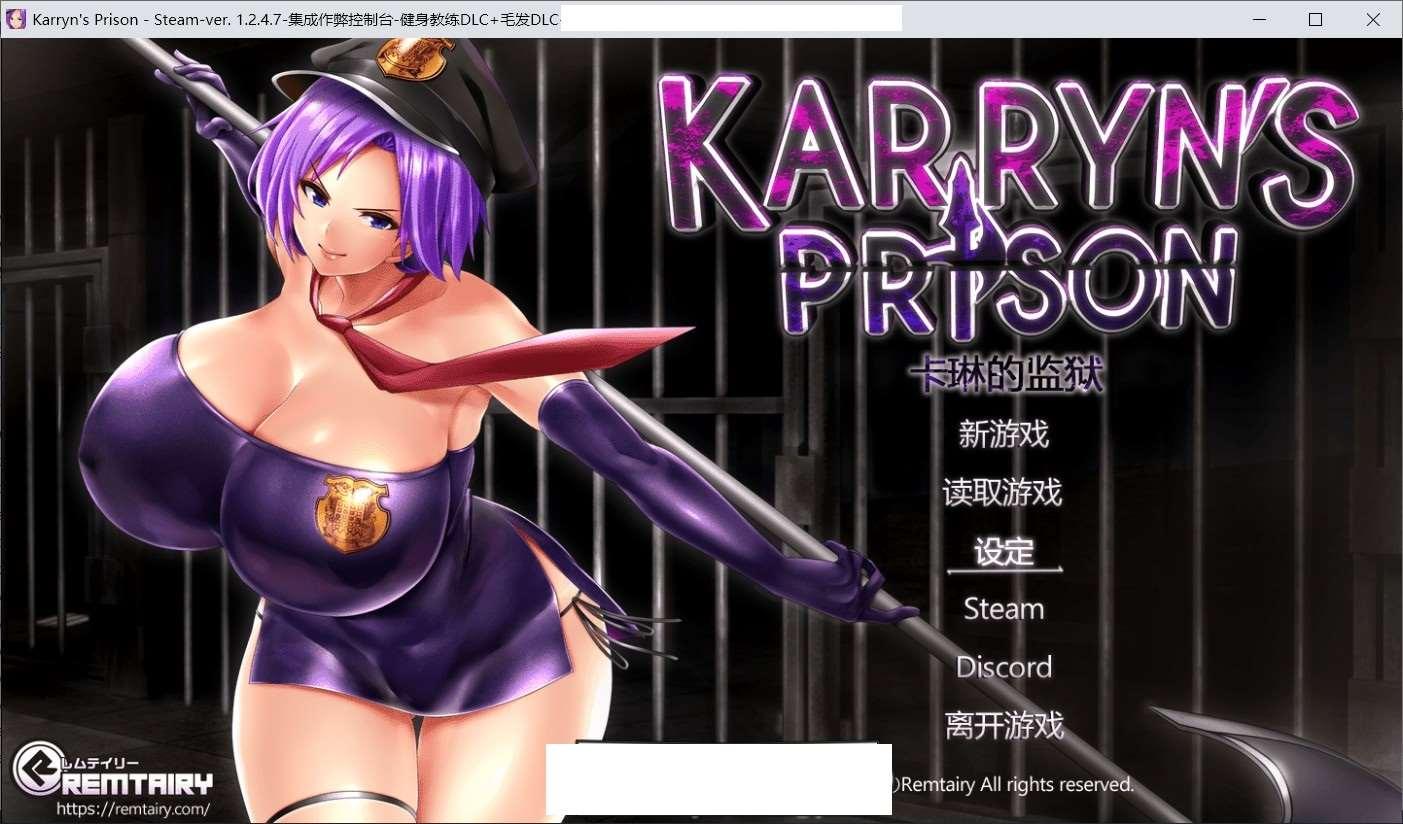 Karryn's Prison - Steam-ver. 1.2.4.7-集成作弊控制台-健身教练DLC+毛发DLC-
KARRYN'S
PRISON
卡琳的监狱
新游戏
读取游戏
设定
Steam
Discord
离开游戏
レムテイリー
REMTAIRY
https://remtairy.com/
Remtairy All rights reserved.